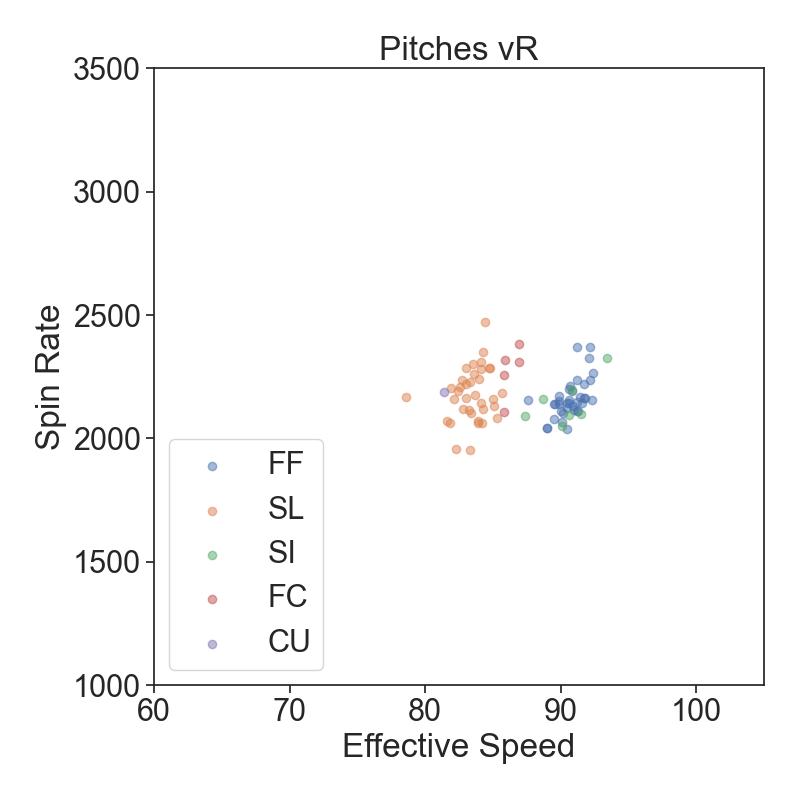 Pitches vR
3500
3000
2500
2000
1500
1000
Spin Rate
FF
SL
SI
FC
CU
60 70 80 90 100
Effective Speed